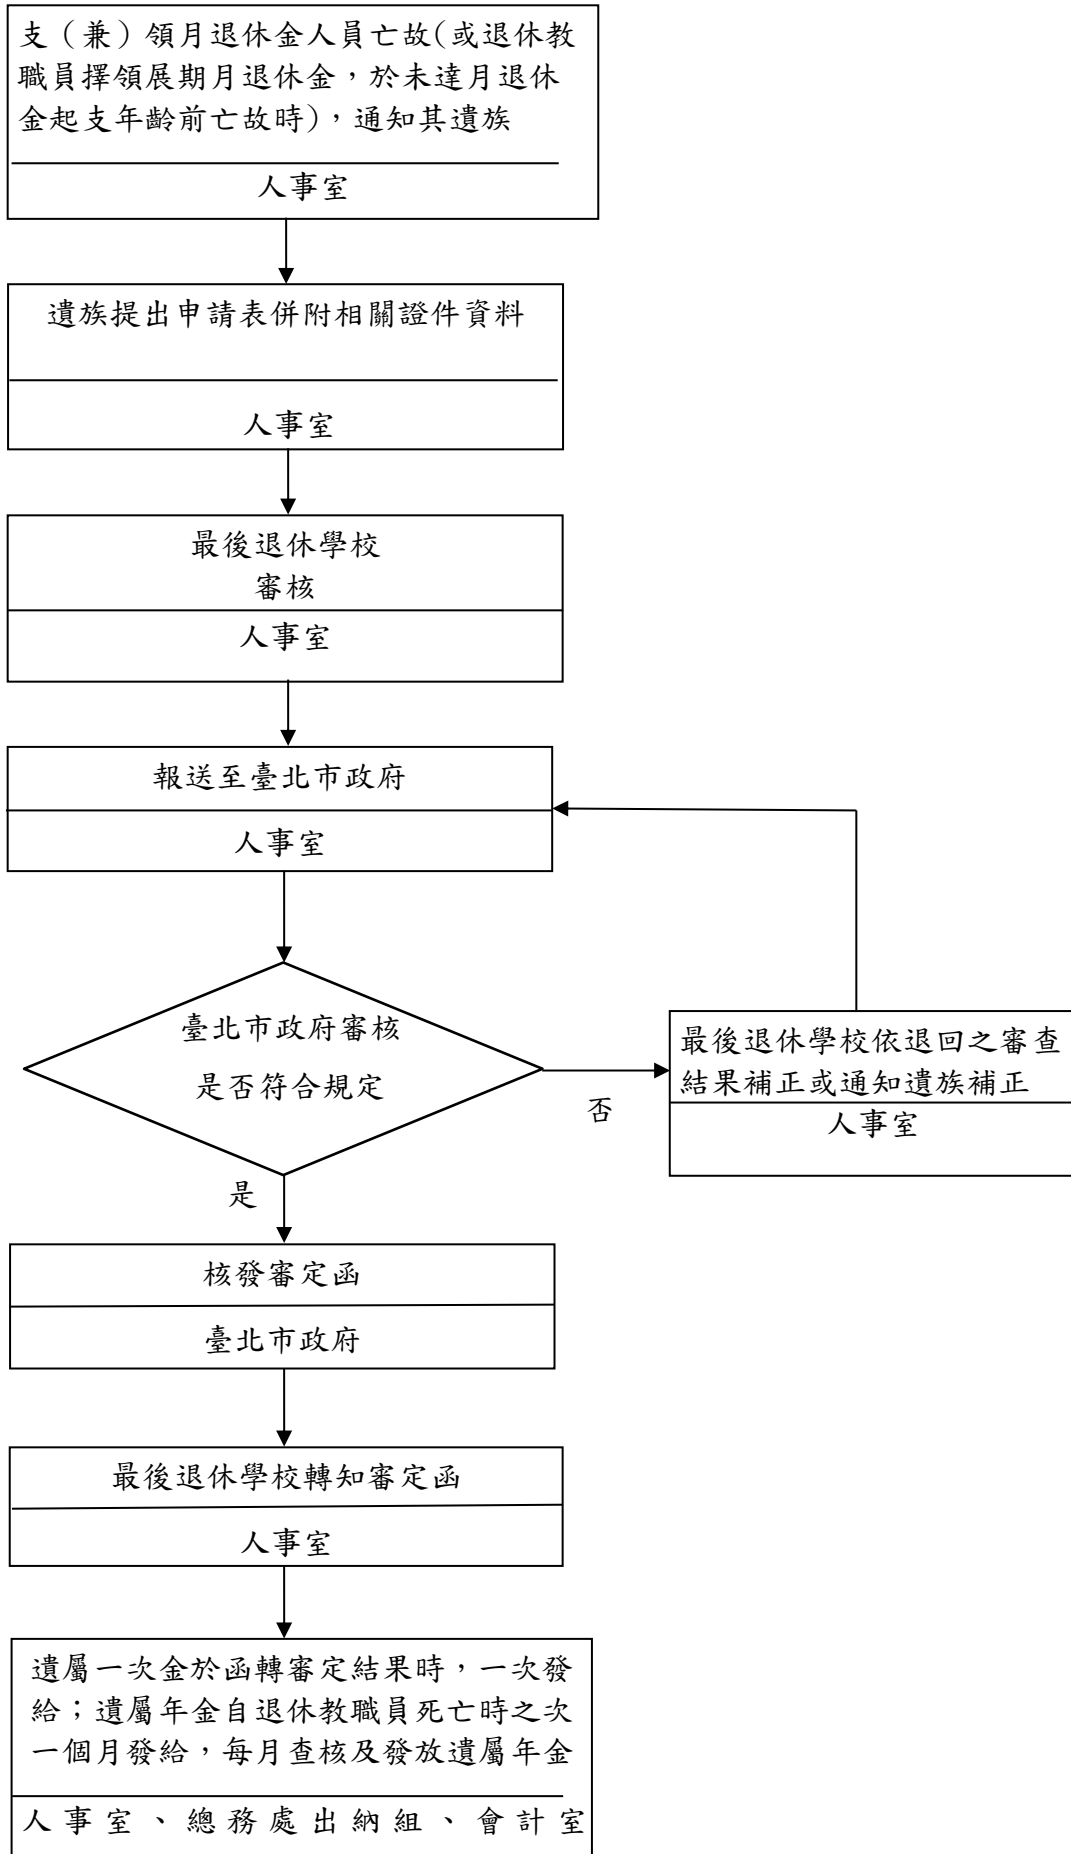 支（兼）領月退休金人員亡故(或退休教
職員擇領展期月退休金，於未達月退休
金起支年齡前亡故時)，通知其遺族
人事室
遺族提出申請表併附相關證件資料
人事室
最後退休學校
審核
人事室
報送至臺北市政府
人事室
臺北市政府審核
是否符合規定
否
最後退休學校依退回之審查
結果補正或通知遺族補正
人事室
是
核發審定函
臺北市政府
最後退休學校轉知審定函
人事室
遺屬一次金於函轉審定結果時，一次發
給；遺屬年金自退休教職員死亡時之次
一個月發給，每月查核及發放遺屬年金
人事室、總務處出納組、會計室